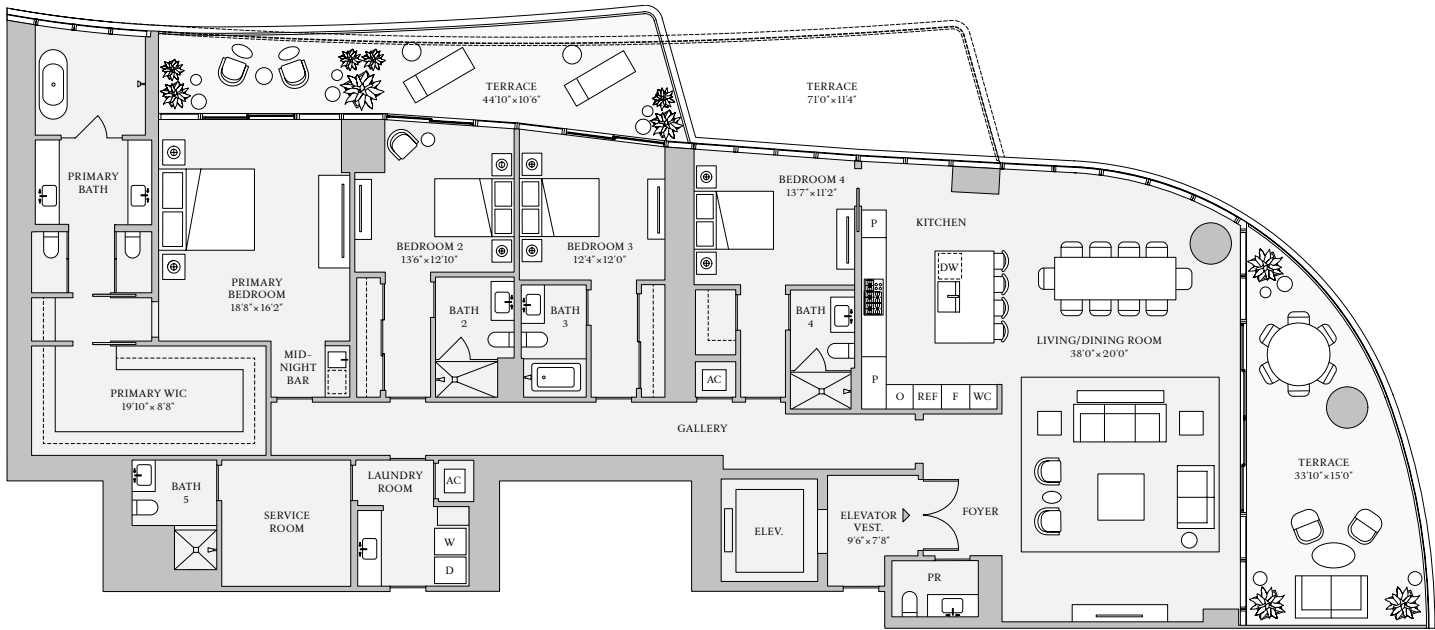 TERRACE
44'10"×10'6"
TERRACE
71'0"×11'4"
PRIMARY
BATH
BEDROOM 4
13'7"×11'2"
P
KITCHEN
BEDROOM 2
13'6"×12'10"
BEDROOM 3
12'4"×12'0"
DW
PRIMARY
BEDROOM
18'8"×16'2"
BATH
2
BATH
3
BATH
4
LIVING/DINING ROOM
38'0"×20'0"
MID-
NIGHT
BAR
AC
P
PRIMARY WIC
19'10"×8'8"
O
REF
F
WC
GALLERY
TERRACE
33'10"×15'0"
BATH
5
LAUNDRY
ROOM
AC
SERVICE
ROOM
W
D
ELEV.
ELEVATOR
VEST.
9'6"×7'8"
FOYER
PR